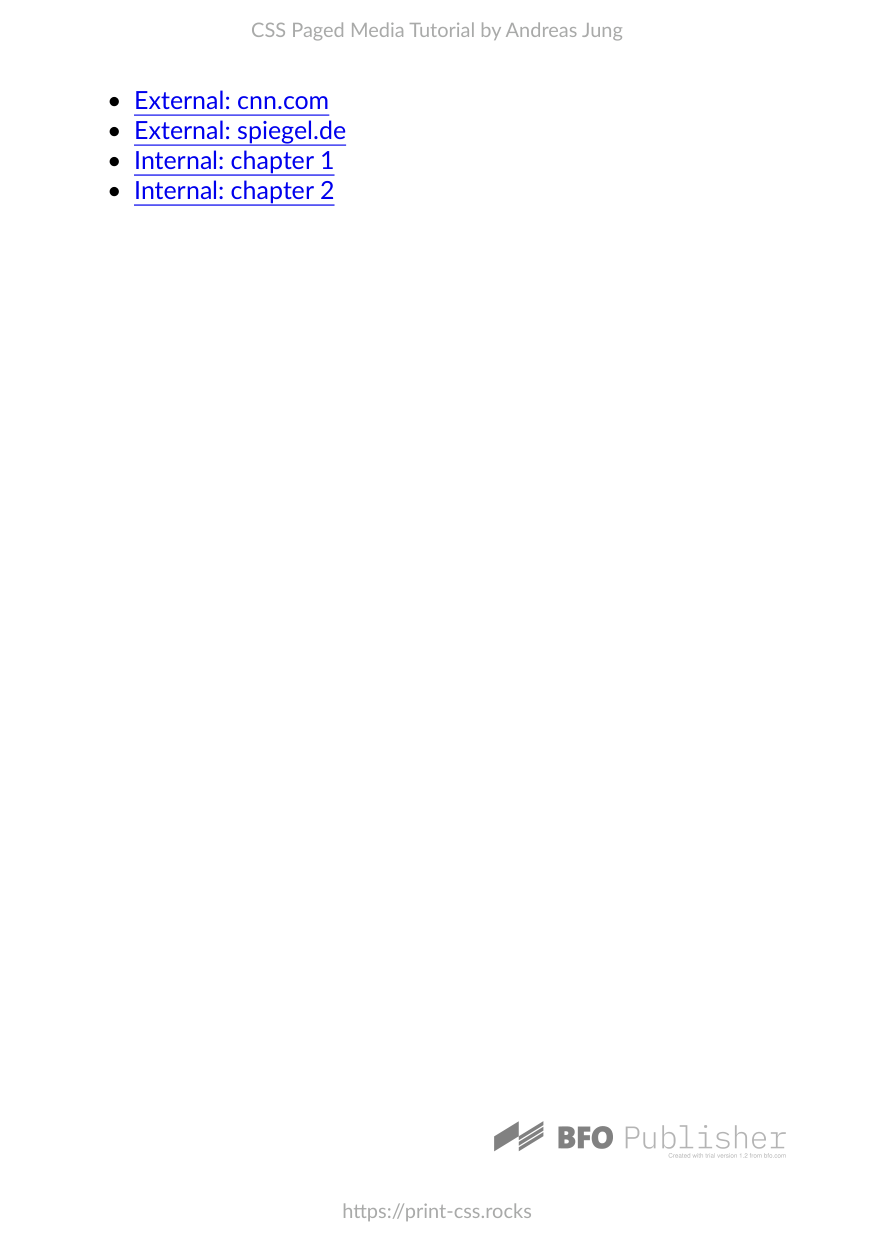 CSS Paged Media Tutorial by Andreas Jung
• External: cnn.com
• External: spiegel.de
• Internal: chapter 1
• Internal: chapter 2
BFO Publisher
Created with trial version 1.2 from bfo.com
https://print-css.rocks